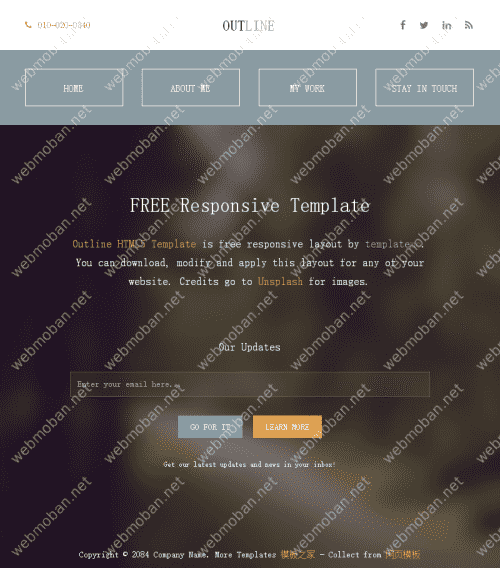 010-020-0340
OUTLINE
HOME
ABOUT ME
MY WORK
STAY IN TOUCH
FREE Responsive Template
Outline HTML5 Template is free responsive layout by
You can download, modify and apply this layout for any of your
website. Credits go to Unsplash for images.
Our Updates
Enter your email here..
GO FOR IT
LEARN MORE
Get our latest updates and news in your inbox!
Copyright © 2084 Company Name. More Templates 模板之家 - Collect from 网页模板
webmoban.net